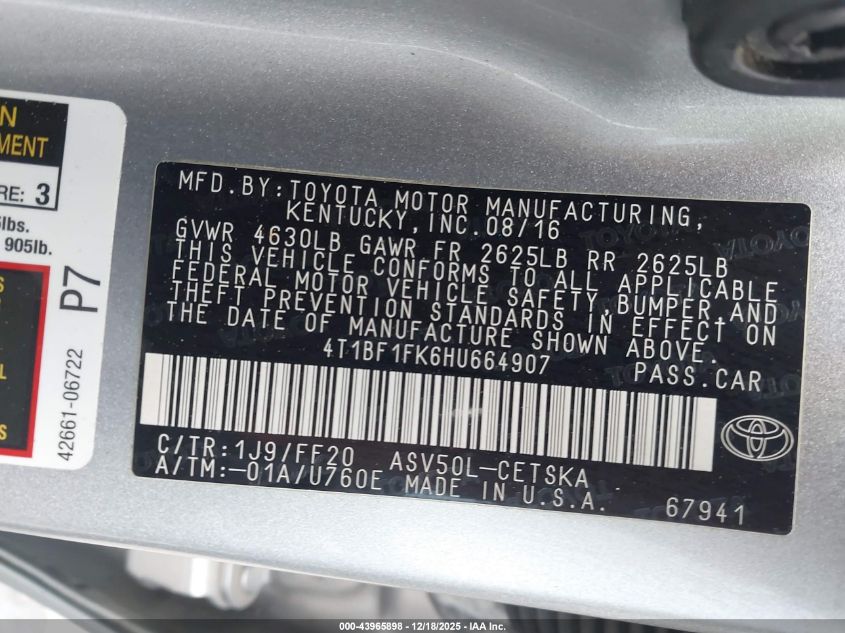 N
MENT
RE: 3
lbs.
905lb.
P7
42661-06722
L
S
MFD.BY:TOYOTA MOTOR MANUFACTURING,
KENTUCKY,INC.08/16
GVWR 4630LB GAWR FR 2625LB RR 2625LB
THIS VEHICLE CONFORMS TO ALL APPLICABLE
FEDERAL MOTOR VEHICLE SAFETY,BUMPER,AND
THEFT PREVENTION STANDARDS IN EFFECT ON
THE DATE OF MANUFACTURE SHOWN ABOVE.
4T1BF1FK6HU664907 PASS.CAR
C/TR:1J9/FF20 ASV50L-CETSKA
A/TM:-01A/U760E MADE IN U.S.A.
67941
000-43965898 - 12/18/2025 - IAA Inc.